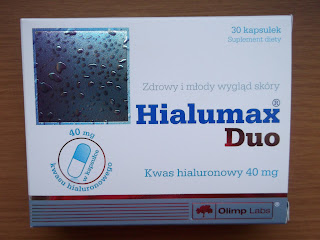 30 kapsułek
Suplement diety
Zdrowy i młody wygląd skóry
Hialumax®
Duo
Kwas hialuronowy 40 mg
40 mg
w kapsułce
kwasu hialuronowego
Olimp Labs®